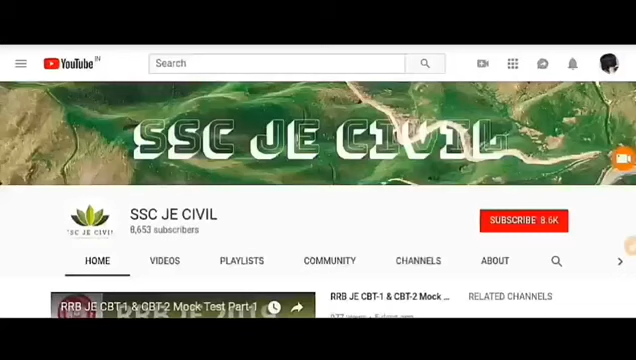 YouTube IN
Search
SSC JE CIVIL
SSC JE CIVIL
SSC JE CIVIL
8,653 subscribers
SUBSCRIBE 8.6K
HOME VIDEOS PLAYLISTS COMMUNITY CHANNELS ABOUT
RRB JE CBT-1 & CBT-2 Mock Test Part-1
RRB JE CBT-1 & CBT-2 Mock ...
RELATED CHANNELS